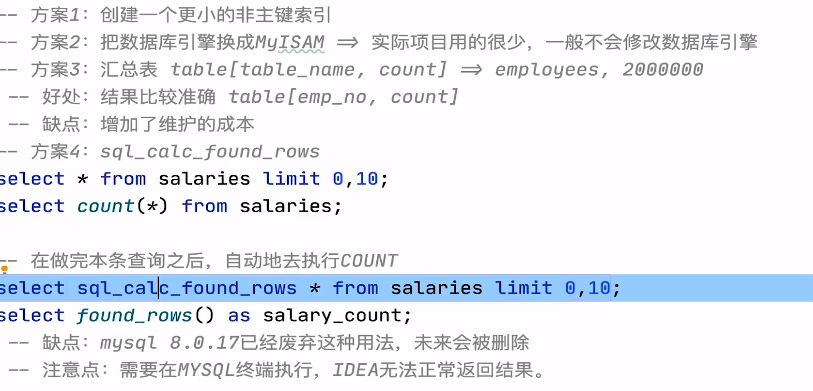 -- 方案1: 创建一个更小的非主键索引
-- 方案2: 把数据库引擎换成MyISAM => 实际项目用的很少，一般不会修改数据库引擎
-- 方案3: 汇总表 table[table_name, count] => employees, 2000000
-- 好处: 结果比较准确 table[emp_no, count]
-- 缺点: 增加了维护的成本
-- 方案4: sql_calc_found_rows
select * from salaries limit 0,10;
select count(*) from salaries;
-- 在做完本条查询之后，自动地去执行COUNT
select sql_calc_found_rows * from salaries limit 0,10;
select found_rows() as salary_count;
-- 缺点: mysql 8.0.17已经废弃这种用法，未来会被删除
-- 注意点: 需要在MYSQL终端执行，IDEA无法正常返回结果。